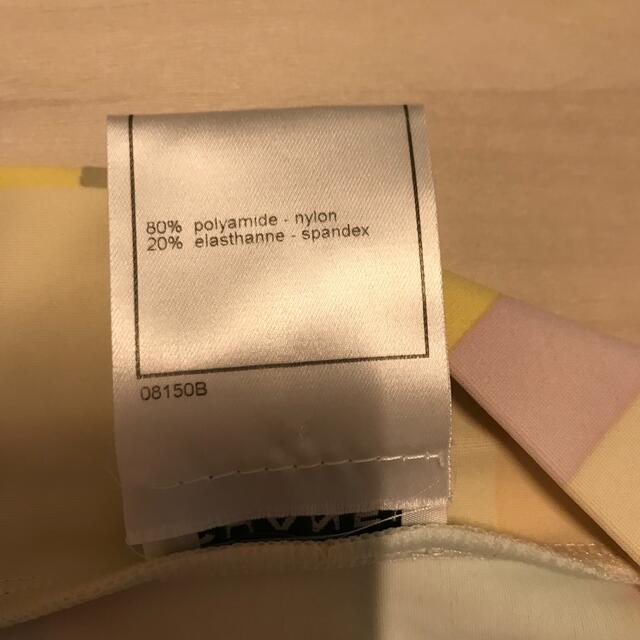 80% polyamide - nylon
20% elasthanne - spandex
08150B